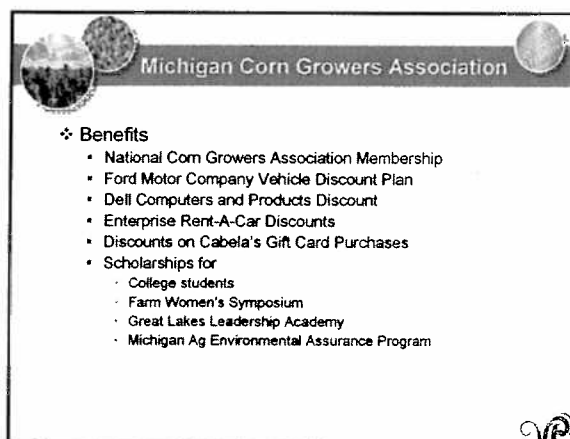 Michigan Corn Growers Association
❖ Benefits
▪ National Corn Growers Association Membership
▪ Ford Motor Company Vehicle Discount Plan
▪ Dell Computers and Products Discount
▪ Enterprise Rent-A-Car Discounts
▪ Discounts on Cabela's Gift Card Purchases
▪ Scholarships for
· College students
· Farm Women's Symposium
· Great Lakes Leadership Academy
· Michigan Ag Environmental Assurance Program